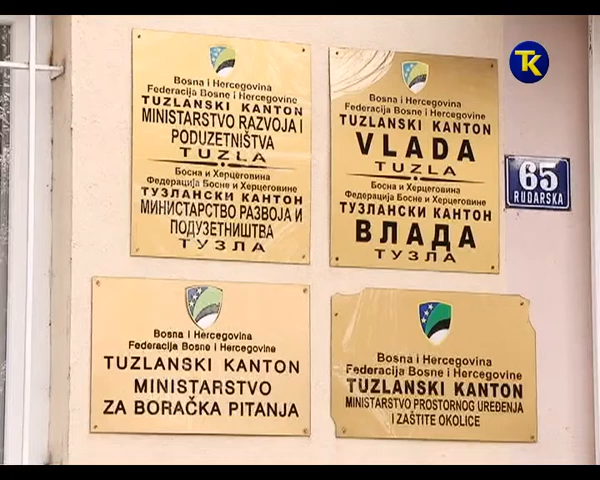 TK
Bosna i Hercegovina
Federacija Bosne i Hercegovine
TUZLANSKI KANTON
MINISTARSTVO RAZVOJA I
PODUZETNIŠTVA
TUZLA
Босна и Херцеговина
Федерација Босне и Херцеговине
ТУЗЛАНСКИ КАНТОН
МИНИСТАРСТВО РАЗВОЈА И
ПОДУЗЕТНИШТВА
ТУЗЛА
Bosna i Hercegovina
Federacija Bosne i Hercegovine
TUZLANSKI KANTON
VLADA
TUZLA
Босна и Херцеговина
Федерација Босне и Херцеговине
ТУЗЛАНСКИ КАНТОН
ВЛАДА
ТУЗЛА
65
RUDARSKA
Bosna i Hercegovina
Federacija Bosne i Hercegovine
TUZLANSKI KANTON
MINISTARSTVO
ZA BORAČKA PITANJA
Bosna i Hercegovina
Federacija Bosne i Hercegovine
TUZLANSKI KANTON
MINISTARSTVO PROSTORNOG UREĐENJA
I ZAŠTITE OKOLICE